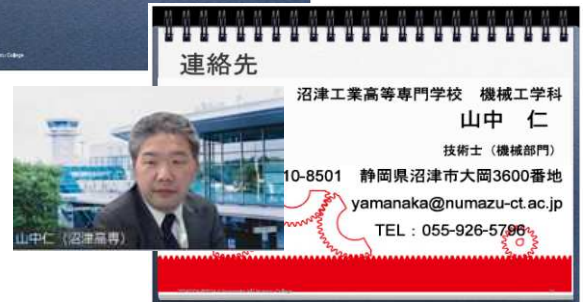 連絡先
沼津工業高等専門学校 機械工学科
山中 仁
技術士（機械部門）
10-8501 静岡県沼津市大岡3600番地
yamanaka@numazu-ct.ac.jp
TEL：055-926-5796
山中仁（沼津高専）